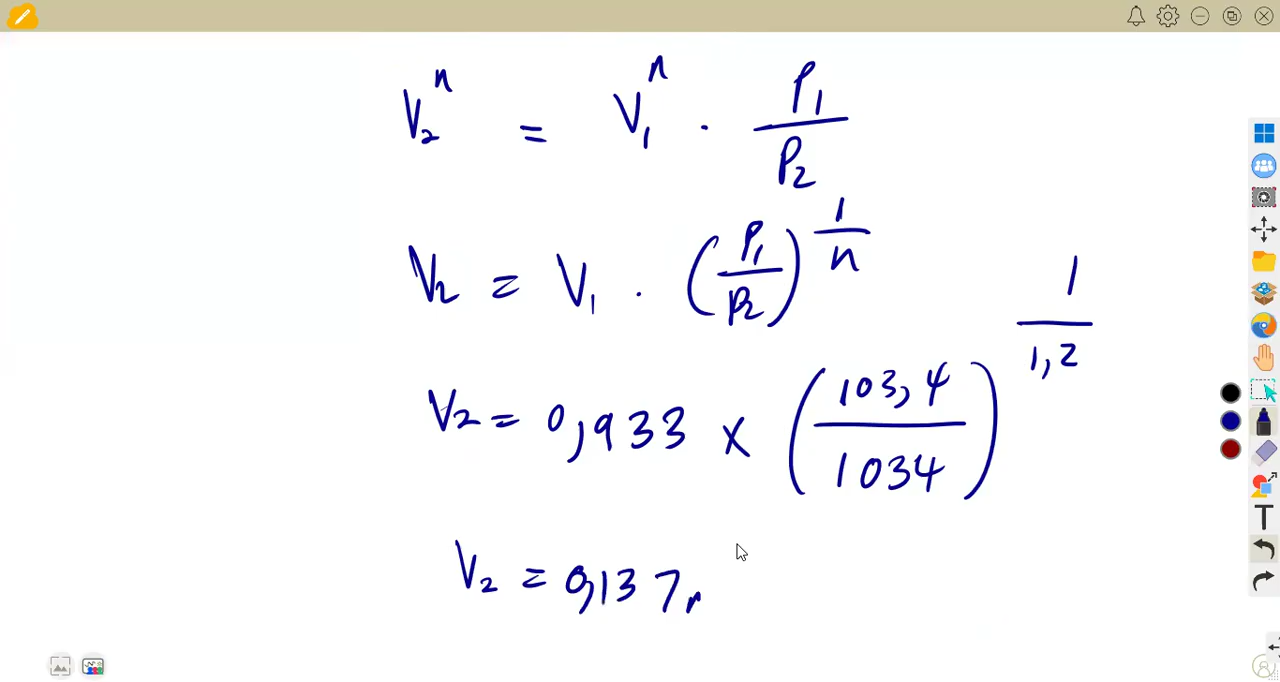 V₂ⁿ = V₁ⁿ . P₁/P₂
V₂ = V₁ . (P₁/P₂)^(1/n)
V₂ = 0,933 × (103,4/1034)^(1/1,2)
V₂ = 0,137